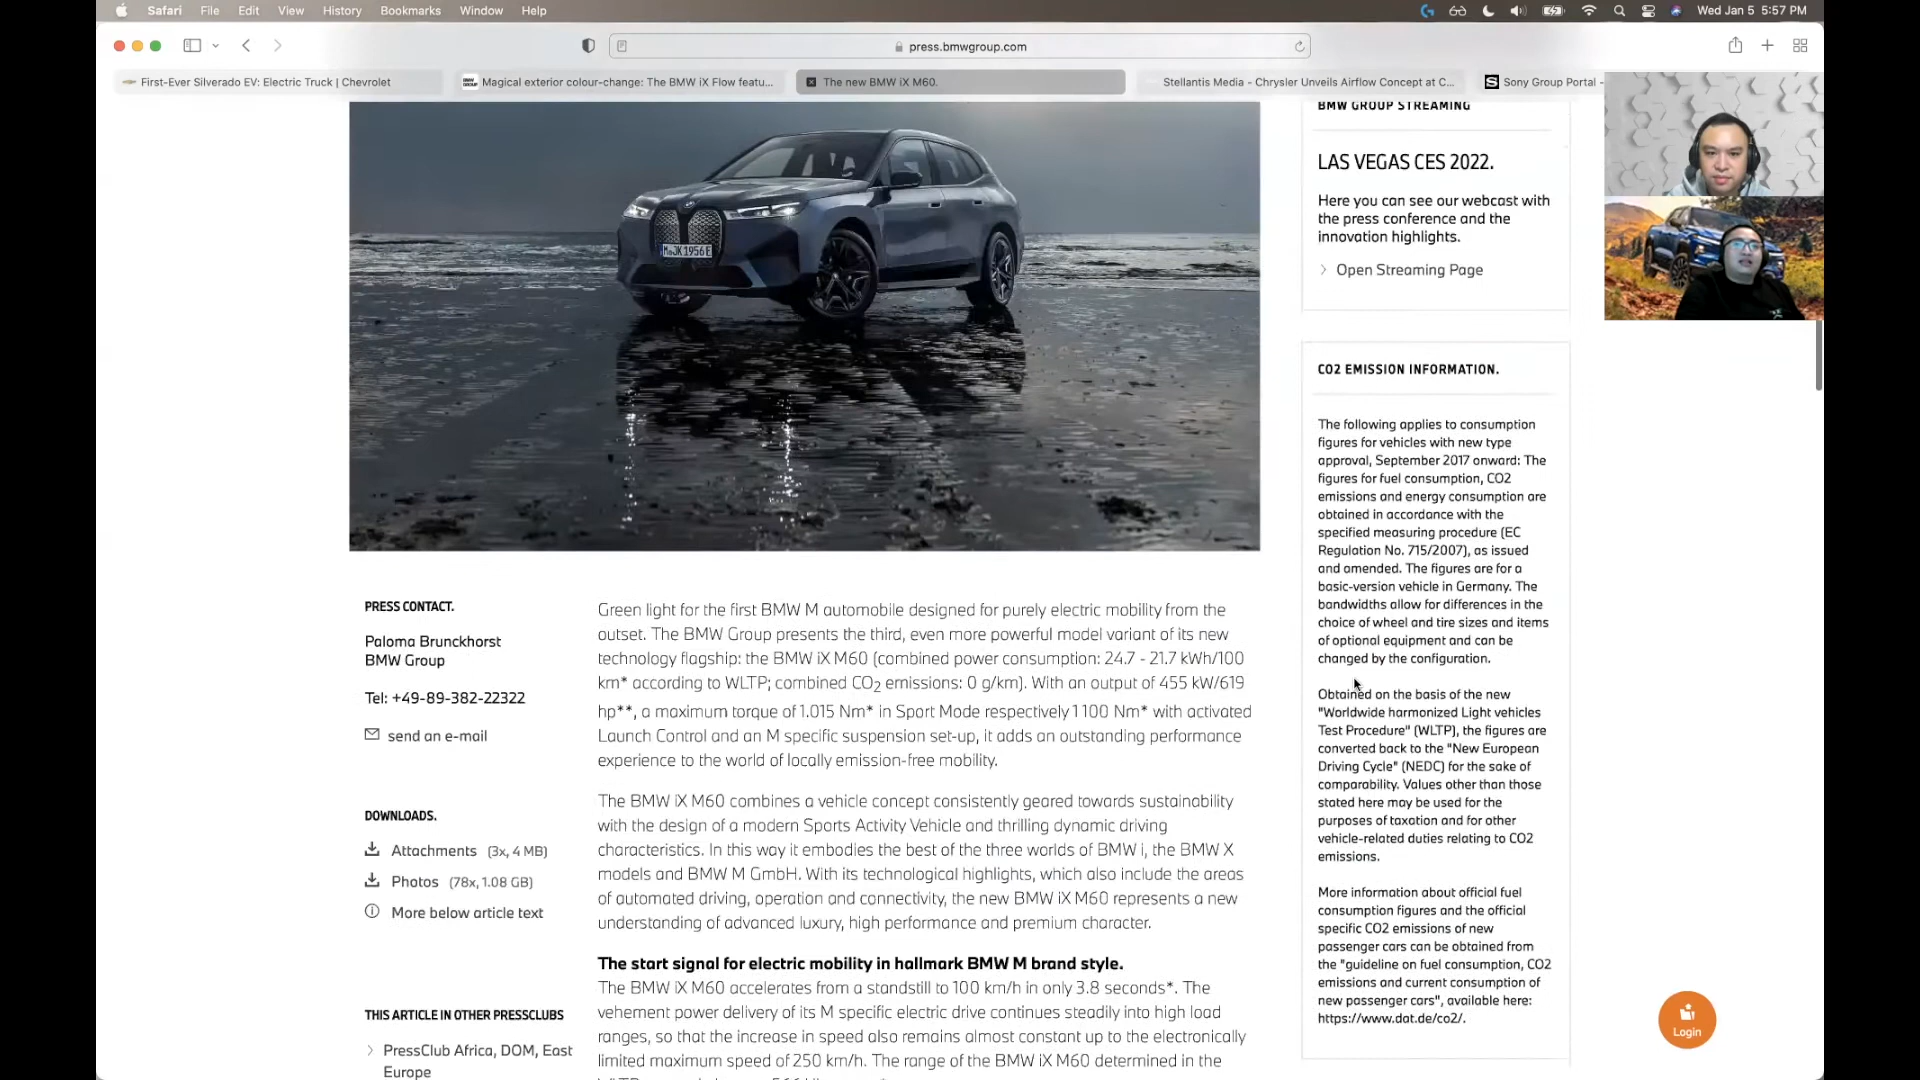 Safari File Edit View History Bookmarks Window Help Wed Jan 5 5:57 PM
press.bmwgroup.com
First-Ever Silverado EV: Electric Truck | Chevrolet
Magical exterior colour-change: The BMW iX Flow featu...
The new BMW iX M60.
Stellantis Media - Chrysler Unveils Airflow Concept at C...
Sony Group Portal -
M·JK 1956E
BMW GROUP STREAMING
LAS VEGAS CES 2022.
Here you can see our webcast with
the press conference and the
innovation highlights.
Open Streaming Page
CO2 EMISSION INFORMATION.
The following applies to consumption
figures for vehicles with new type
approval, September 2017 onward: The
figures for fuel consumption, CO2
emissions and energy consumption are
obtained in accordance with the
specified measuring procedure (EC
Regulation No. 715/2007), as issued
and amended. The figures are for a
basic-version vehicle in Germany. The
bandwidths allow for differences in the
choice of wheel and tire sizes and items
of optional equipment and can be
changed by the configuration.
Obtained on the basis of the new
"Worldwide harmonized Light vehicles
Test Procedure" (WLTP), the figures are
converted back to the "New European
Driving Cycle" (NEDC) for the sake of
comparability. Values other than those
stated here may be used for the
purposes of taxation and for other
vehicle-related duties relating to CO2
emissions.
More information about official fuel
consumption figures and the official
specific CO2 emissions of new
passenger cars can be obtained from
the "guideline on fuel consumption, CO2
emissions and current consumption of
new passenger cars", available here:
https://www.dat.de/co2/.
PRESS CONTACT.
Paloma Brunckhorst
BMW Group
Tel: +49-89-382-22322
send an e-mail
DOWNLOADS.
Attachments (3x, 4 MB)
Photos (78x, 1.08 GB)
More below article text
THIS ARTICLE IN OTHER PRESSCLUBS
PressClub Africa, DOM, East
Europe
Green light for the first BMW M automobile designed for purely electric mobility from the
outset. The BMW Group presents the third, even more powerful model variant of its new
technology flagship: the BMW iX M60 (combined power consumption: 24.7 - 21.7 kWh/100
km* according to WLTP; combined CO2 emissions: 0 g/km). With an output of 455 kW/619
hp**, a maximum torque of 1.015 Nm* in Sport Mode respectively 1 100 Nm* with activated
Launch Control and an M specific suspension set-up, it adds an outstanding performance
experience to the world of locally emission-free mobility.
The BMW iX M60 combines a vehicle concept consistently geared towards sustainability
with the design of a modern Sports Activity Vehicle and thrilling dynamic driving
characteristics. In this way it embodies the best of the three worlds of BMW i, the BMW X
models and BMW M GmbH. With its technological highlights, which also include the areas
of automated driving, operation and connectivity, the new BMW iX M60 represents a new
understanding of advanced luxury, high performance and premium character.
The start signal for electric mobility in hallmark BMW M brand style.
The BMW iX M60 accelerates from a standstill to 100 km/h in only 3.8 seconds*. The
vehement power delivery of its M specific electric drive continues steadily into high load
ranges, so that the increase in speed also remains almost constant up to the electronically
limited maximum speed of 250 km/h. The range of the BMW iX M60 determined in the
Login